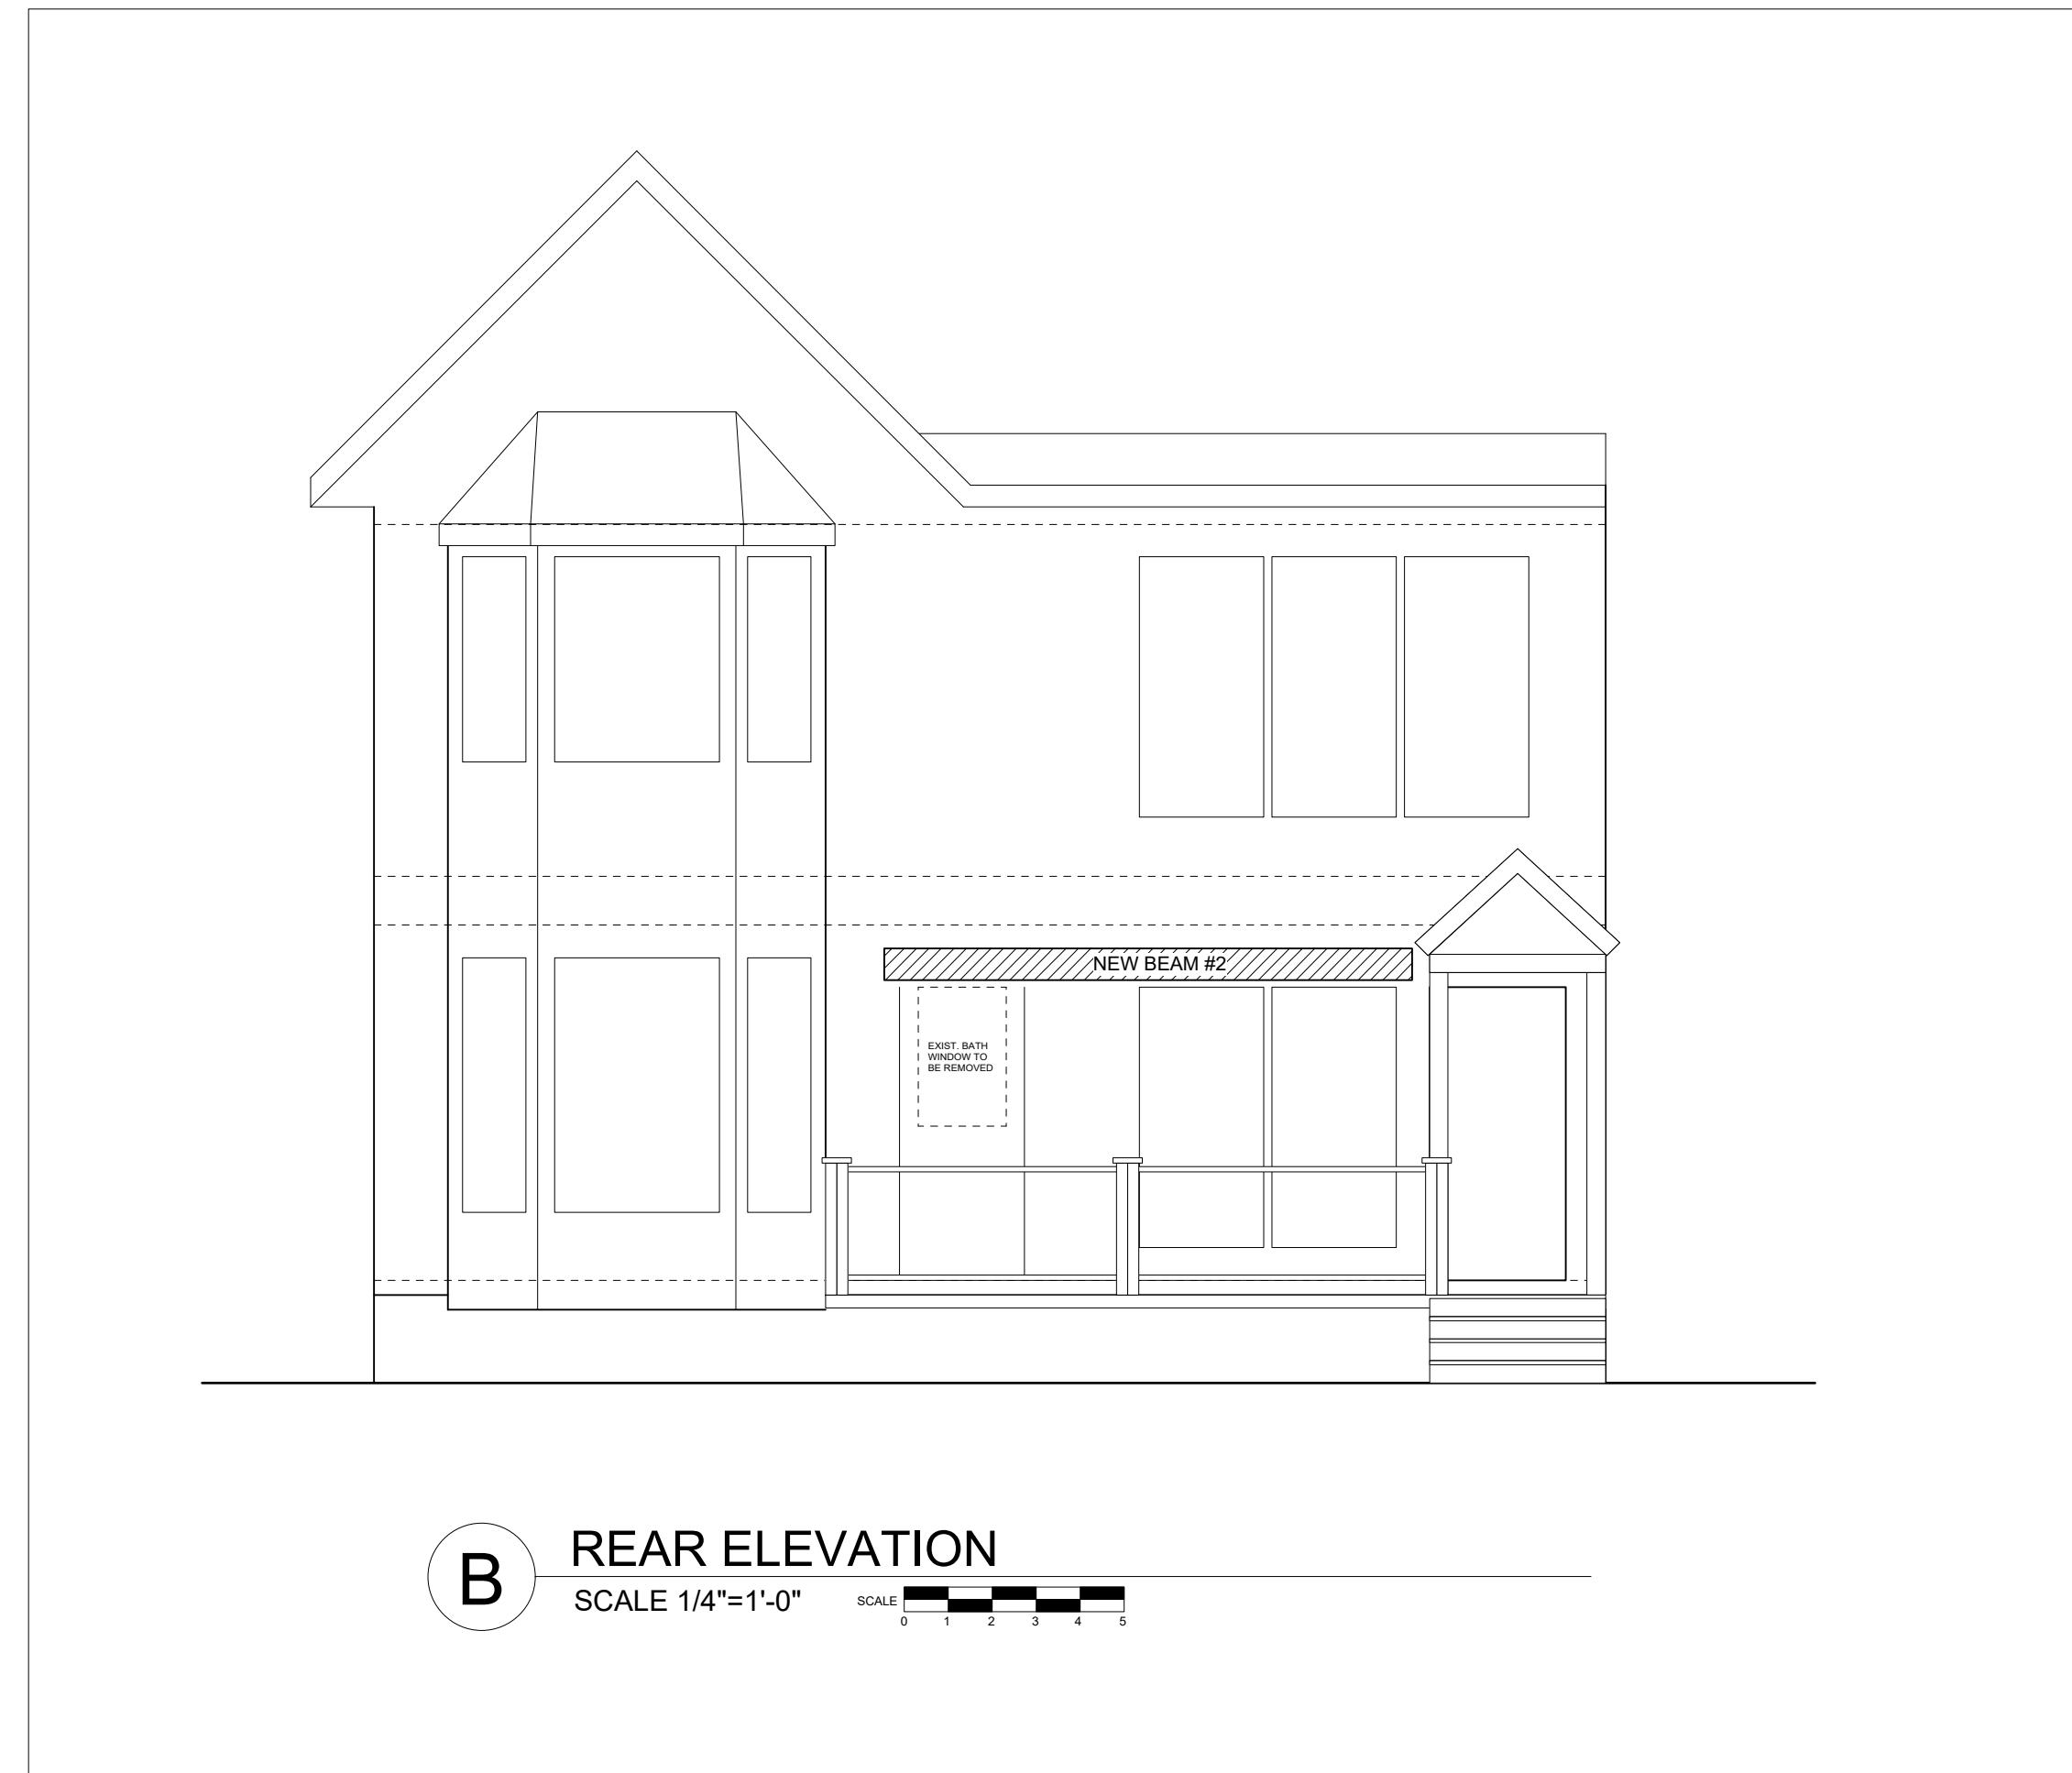 NEW BEAM #2
EXIST. BATH
WINDOW TO
BE REMOVED
B
REAR ELEVATION
SCALE 1/4"=1'-0"
SCALE
0 1 2 3 4 5